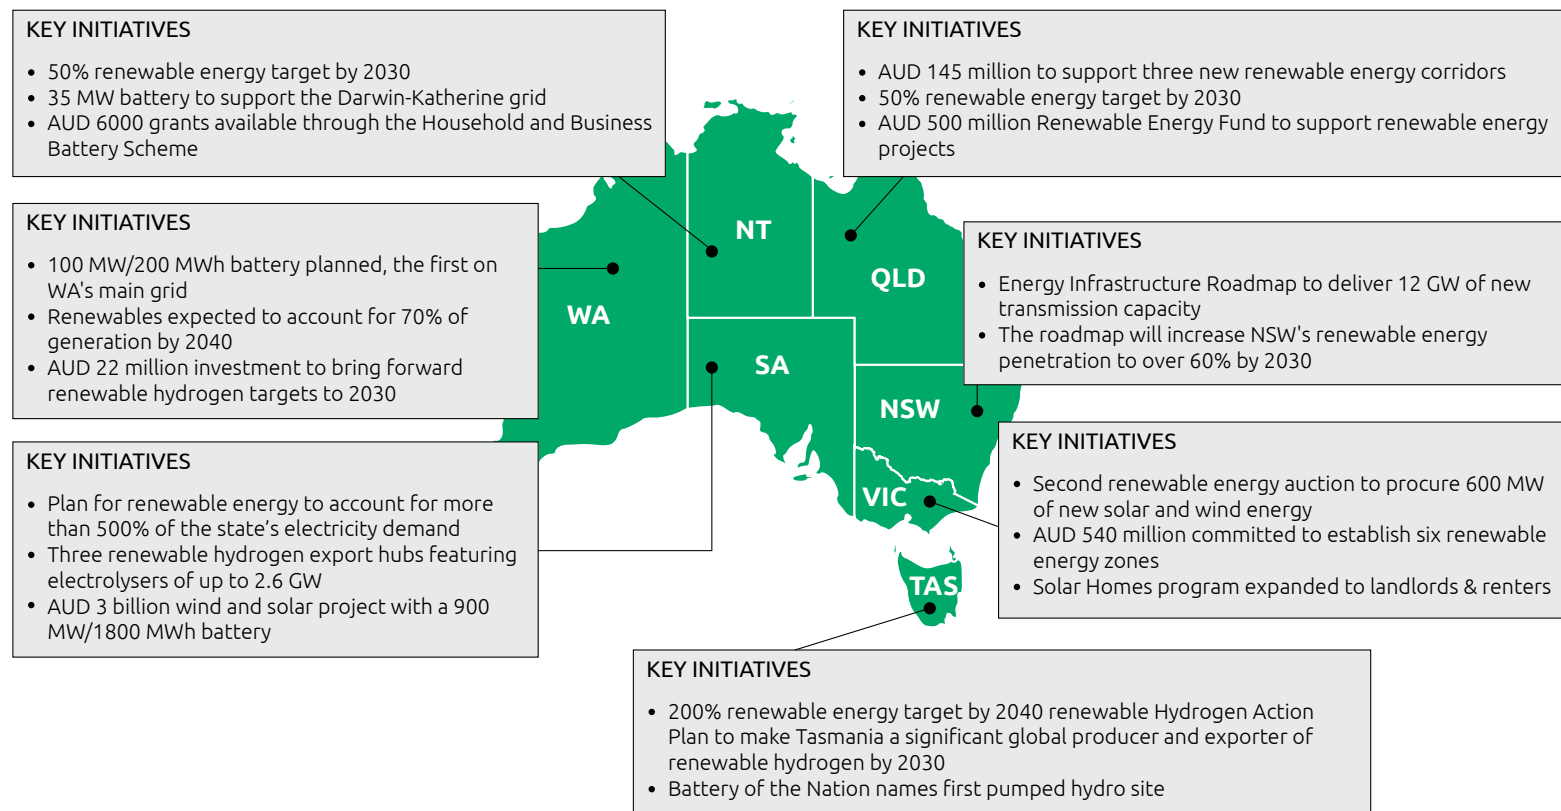 KEY INITIATIVES
• 50% renewable energy target by 2030
• 35 MW battery to support the Darwin-Katherine grid
• AUD 6000 grants available through the Household and Business
Battery Scheme
KEY INITIATIVES
• AUD 145 million to support three new renewable energy corridors
• 50% renewable energy target by 2030
• AUD 500 million Renewable Energy Fund to support renewable energy
projects
KEY INITIATIVES
• 100 MW/200 MWh battery planned, the first on
WA's main grid
• Renewables expected to account for 70% of
generation by 2040
• AUD 22 million investment to bring forward
renewable hydrogen targets to 2030
NT
QLD
WA
SA
NSW
VIC
TAS
KEY INITIATIVES
• Energy Infrastructure Roadmap to deliver 12 GW of new
transmission capacity
• The roadmap will increase NSW's renewable energy
penetration to over 60% by 2030
KEY INITIATIVES
• Plan for renewable energy to account for more
than 500% of the state’s electricity demand
• Three renewable hydrogen export hubs featuring
electrolysers of up to 2.6 GW
• AUD 3 billion wind and solar project with a 900
MW/1800 MWh battery
KEY INITIATIVES
• Second renewable energy auction to procure 600 MW
of new solar and wind energy
• AUD 540 million committed to establish six renewable
energy zones
• Solar Homes program expanded to landlords & renters
KEY INITIATIVES
• 200% renewable energy target by 2040 renewable Hydrogen Action
Plan to make Tasmania a significant global producer and exporter of
renewable hydrogen by 2030
• Battery of the Nation names first pumped hydro site